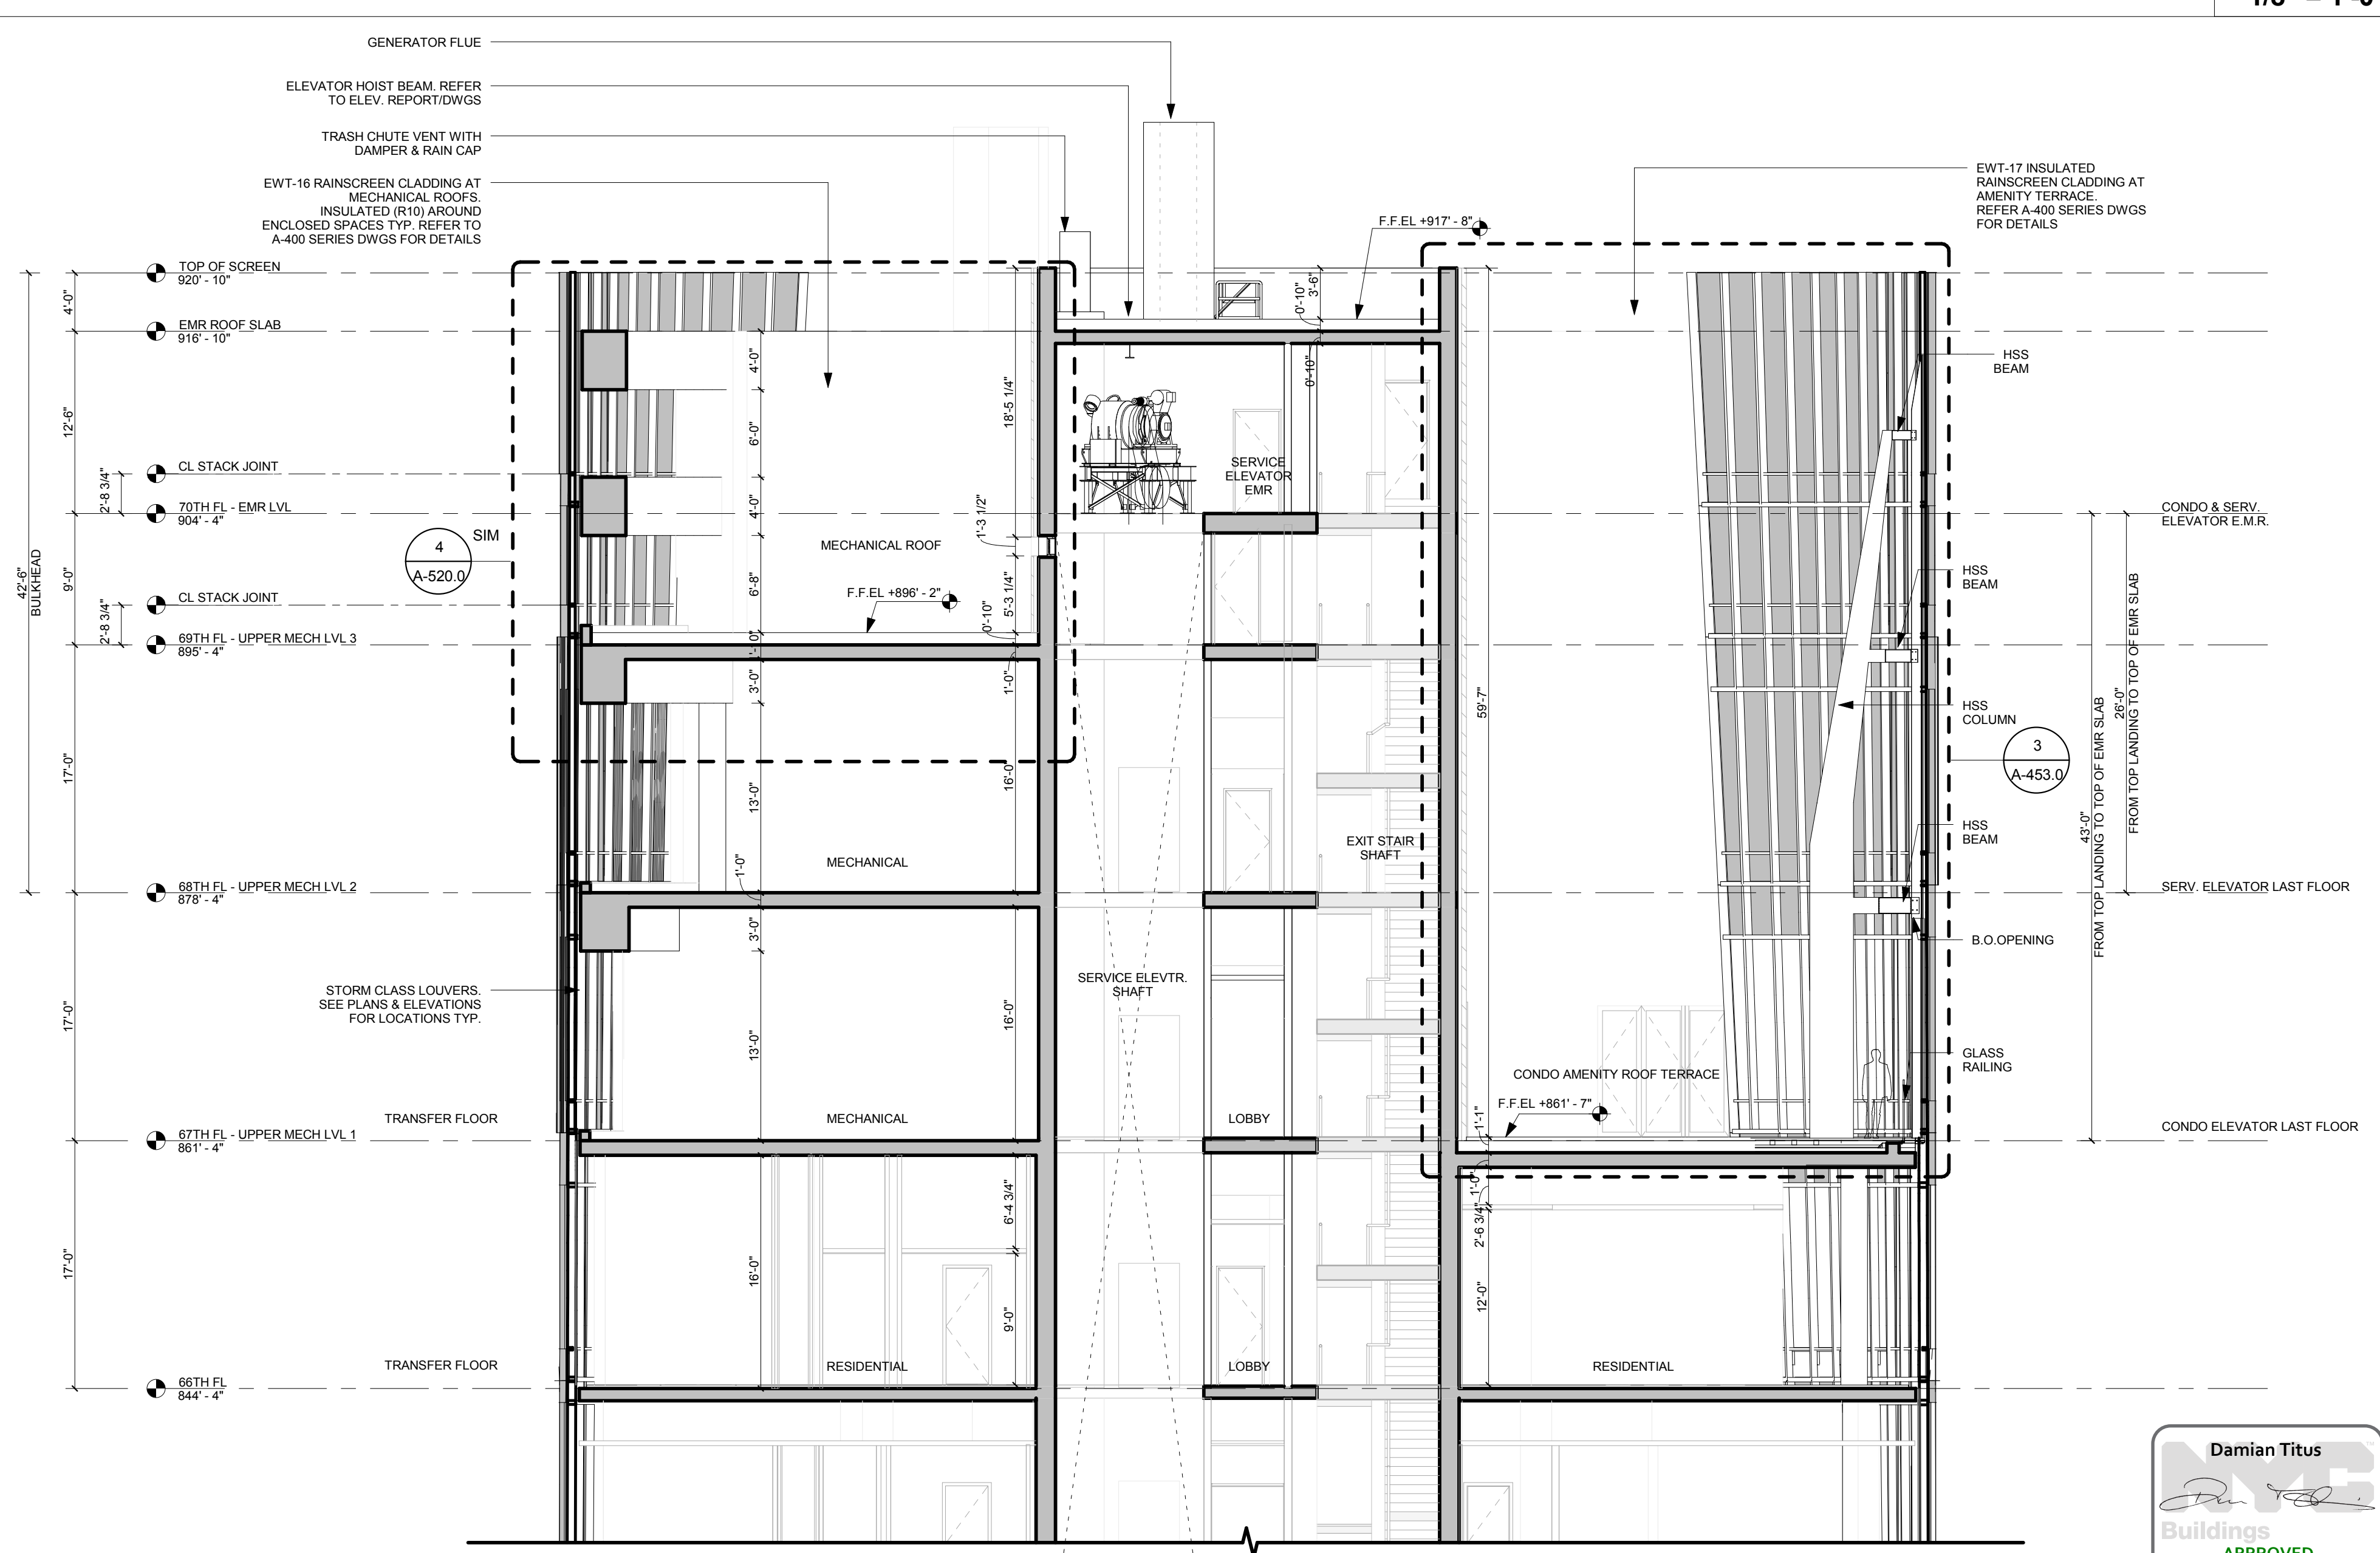 GENERATOR FLUE
ELEVATOR HOIST BEAM. REFER
TO ELEV. REPORT/DWGS
TRASH CHUTE VENT WITH
DAMPER & RAIN CAP
EWT-16 RAINSCREEN CLADDING AT
MECHANICAL ROOFS.
INSULATED (R10) AROUND
ENCLOSED SPACES TYP. REFER TO
A-400 SERIES DWGS FOR DETAILS
EWT-17 INSULATED
RAINSCREEN CLADDING AT
AMENITY TERRACE.
REFER A-400 SERIES DWGS
FOR DETAILS
F.F.EL +917' - 8"
TOP OF SCREEN
920' - 10"
EMR ROOF SLAB
916' - 10"
CL STACK JOINT
70TH FL - EMR LVL
904' - 4"
CL STACK JOINT
69TH FL - UPPER MECH LVL 3
895' - 4"
68TH FL - UPPER MECH LVL 2
878' - 4"
67TH FL - UPPER MECH LVL 1
861' - 4"
66TH FL
844' - 4"
42'-6"
BULKHEAD
4'-0"
12'-6"
9'-0"
17'-0"
17'-0"
17'-0"
2'-8 3/4"
2'-8 3/4"
4
A-520.0
SIM
STORM CLASS LOUVERS.
SEE PLANS & ELEVATIONS
FOR LOCATIONS TYP.
TRANSFER FLOOR
TRANSFER FLOOR
4'-0"
6'-0"
4'-0"
6'-8"
3'-0"
13'-0"
1'-0"
3'-0"
13'-0"
16'-0"
MECHANICAL ROOF
F.F.EL +896' - 2"
MECHANICAL
MECHANICAL
RESIDENTIAL
18'-5 1/4"
1'-3 1/2"
5'-3 1/4"
0'-10"
1'-0"
16'-0"
16'-0"
6'-4 3/4"
9'-0"
0'-10"
3'-6"
0'-10"
SERVICE
ELEVATOR
EMR
EXIT STAIR
SHAFT
SERVICE ELEVTR.
SHAFT
LOBBY
LOBBY
59'-7"
1'-1"
1'-0"
2'-6 3/4"
12'-0"
CONDO AMENITY ROOF TERRACE
F.F.EL +861' - 7"
RESIDENTIAL
HSS
BEAM
HSS
BEAM
HSS
COLUMN
HSS
BEAM
B.O.OPENING
GLASS
RAILING
3
A-453.0
43'-0"
FROM TOP LANDING TO TOP OF EMR SLAB
26'-0"
FROM TOP LANDING TO TOP OF EMR SLAB
CONDO & SERV.
ELEVATOR E.M.R.
SERV. ELEVATOR LAST FLOOR
CONDO ELEVATOR LAST FLOOR
Damian Titus
NYC
Buildings
APPROVED